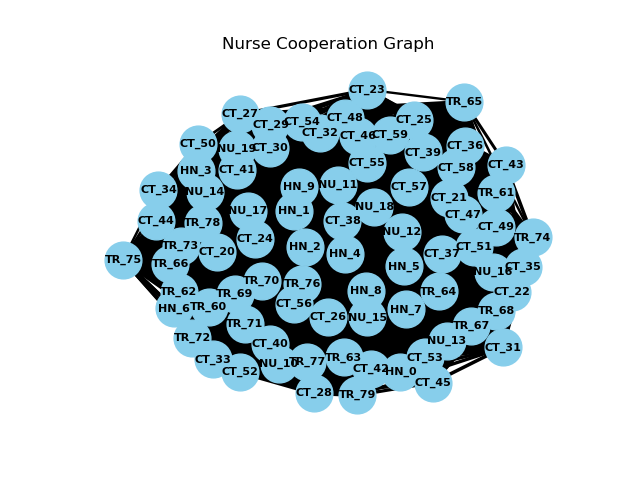 Nurse Cooperation Graph
CT_23
TR_65
CT_27
CT_48
CT_25
CT_54
CT_29
CT_32
CT_46
CT_59
CT_50
NU_19
CT_30
CT_36
CT_39
CT_55
CT_43
CT_58
HN_3
CT_41
NU_11
HN_9
CT_57
CT_34
NU_14
TR_61
CT_21
NU_18
NU_17
HN_1
CT_47
CT_44
TR_78
CT_38
CT_49
NU_12
TR_74
CT_24
TR_73
HN_2
CT_51
CT_20
HN_4
CT_37
TR_75
TR_66
HN_5
CT_35
NU_16
TR_70
TR_76
TR_62
TR_69
HN_8
TR_64
CT_22
HN_6
TR_60
CT_56
HN_7
TR_68
CT_26
NU_15
TR_71
TR_67
TR_72
CT_40
NU_13
CT_31
CT_33
TR_63
CT_53
NU_10
TR_77
CT_52
CT_42
HN_0
CT_45
CT_28
TR_79